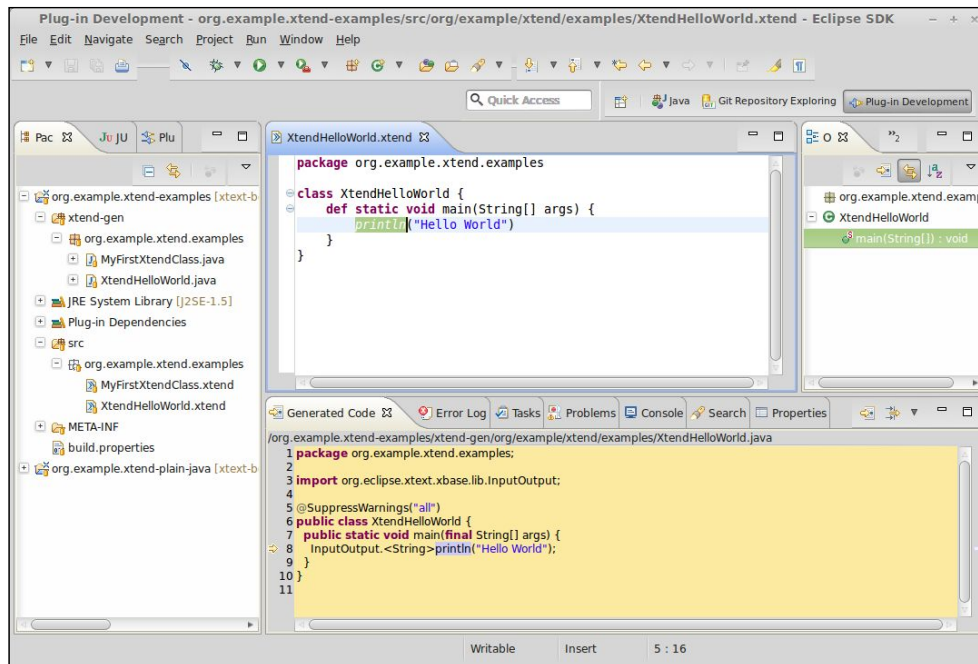 Plug-in Development - org.example.xtend-examples/src/org/example/xtend/examples/XtendHelloWorld.xtend - Eclipse SDK
File Edit Navigate Search Project Run Window Help
Quick Access
Java
Git Repository Exploring
Plug-in Development
Pac
JU JU
Plu
org.example.xtend-examples [xtext-b
xtend-gen
org.example.xtend.examples
MyFirstXtendClass.java
XtendHelloWorld.java
JRE System Library [J2SE-1.5]
Plug-in Dependencies
src
org.example.xtend.examples
MyFirstXtendClass.xtend
XtendHelloWorld.xtend
META-INF
build.properties
org.example.xtend-plain-java [xtext-b
XtendHelloWorld.xtend
package org.example.xtend.examples
class XtendHelloWorld {
def static void main(String[] args) {
println("Hello World")
}
}
O
»2
org.example.xtend.examp
XtendHelloWorld
main(String[]) : void
Generated Code
Error Log
Tasks
Problems
Console
Search
Properties
/org.example.xtend-examples/xtend-gen/org/example/xtend/examples/XtendHelloWorld.java
1 package org.example.xtend.examples;
2
3 import org.eclipse.xtext.xbase.lib.InputOutput;
4
5 @SuppressWarnings("all")
6 public class XtendHelloWorld {
7 public static void main(final String[] args) {
8 InputOutput.<String>println("Hello World");
9 }
10 }
11
Writable
Insert
5 : 16